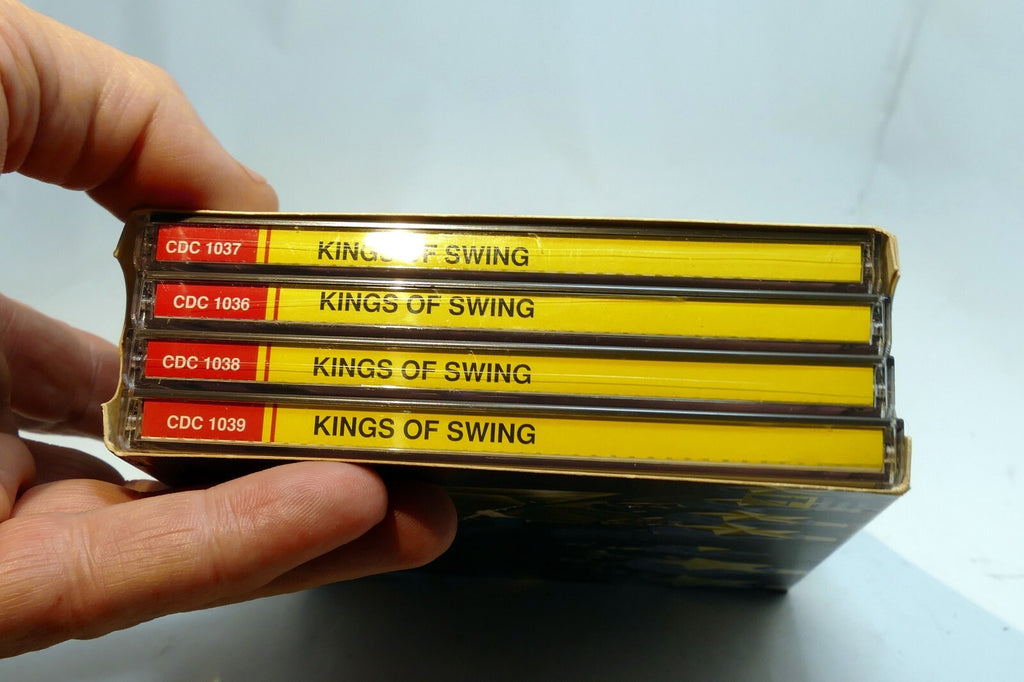 CDC 1037 KINGS OF SWING
CDC 1036 KINGS OF SWING
CDC 1038 KINGS OF SWING
CDC 1039 KINGS OF SWING